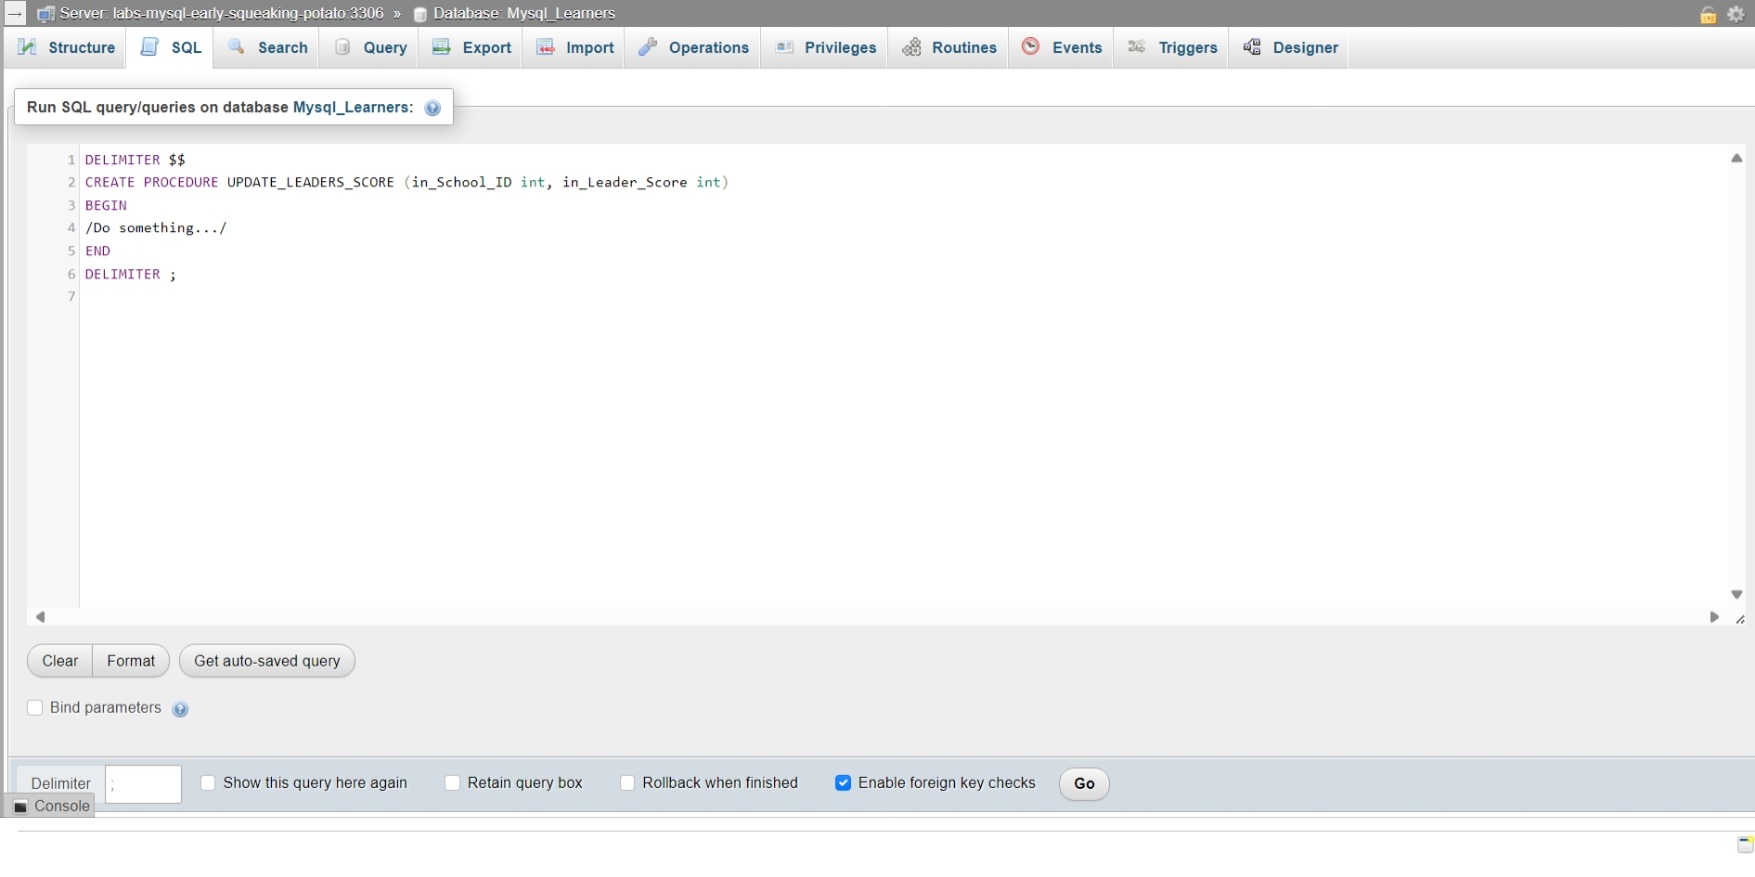 Server: labs-mysql-early-squeaking-potato:3306 » Database: Mysql_Learners
Structure SQL Search Query Export Import Operations Privileges Routines Events Triggers Designer
Run SQL query/queries on database Mysql_Learners:
1 DELIMITER $$
2 CREATE PROCEDURE UPDATE_LEADERS_SCORE (in_School_ID int, in_Leader_Score int)
3 BEGIN
4 /Do something.../
5 END
6 DELIMITER ;
7
Clear Format Get auto-saved query
Bind parameters
Delimiter ; Show this query here again Retain query box Rollback when finished Enable foreign key checks Go
Console